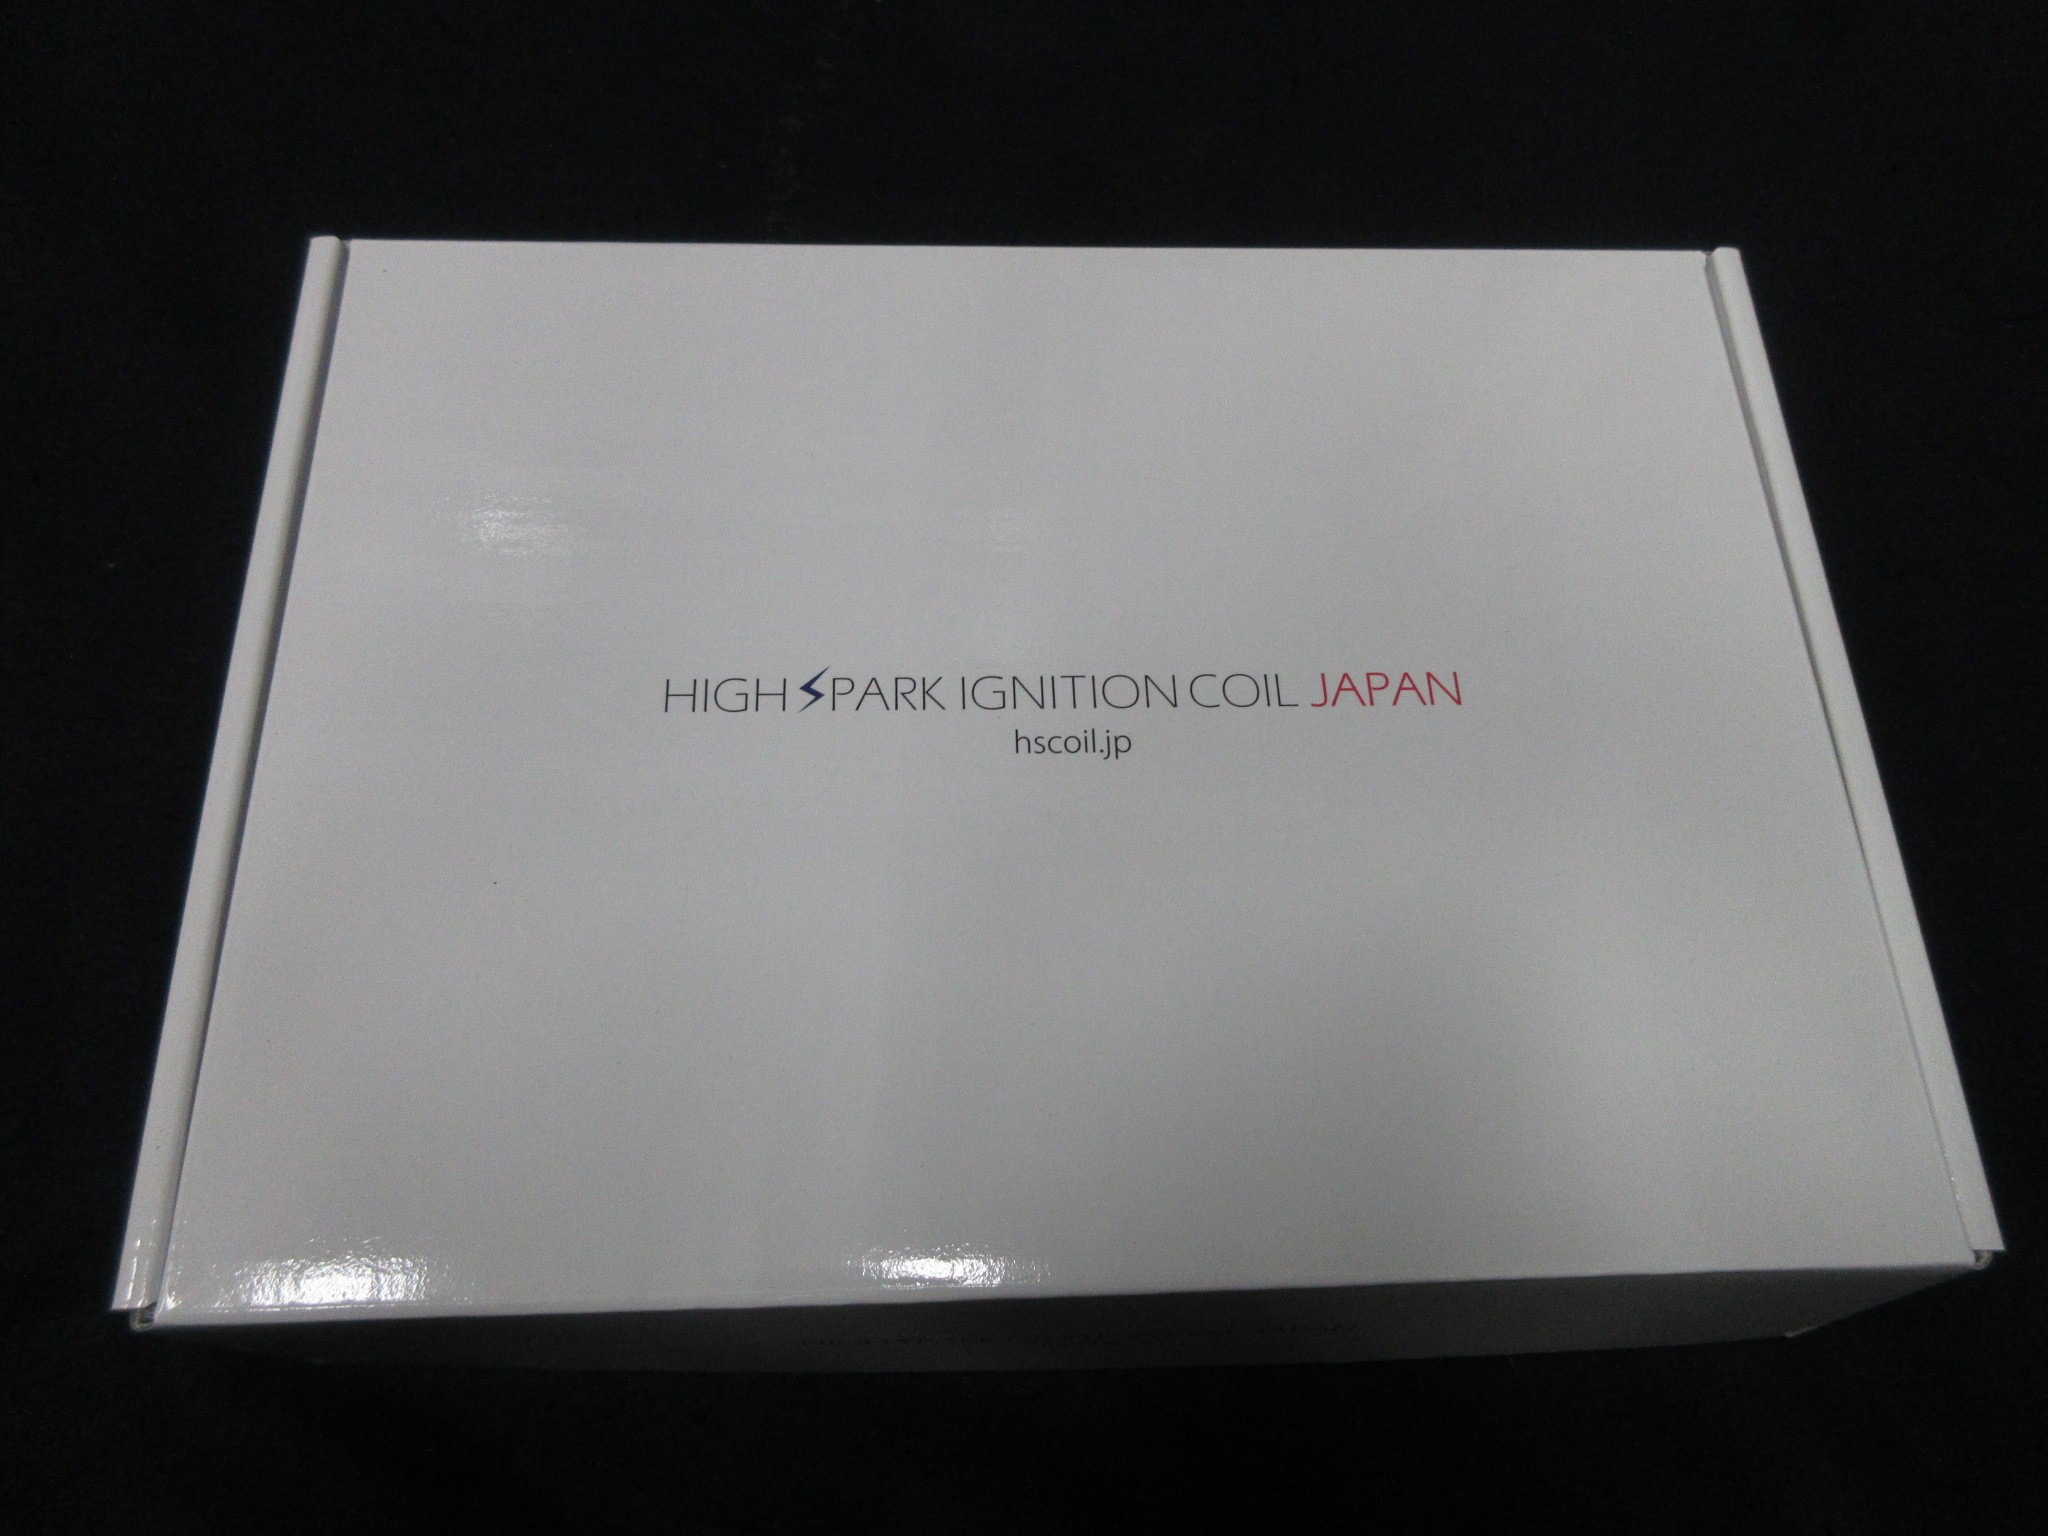 HIGH SPARK IGNITION COIL JAPAN
hscoil.jp